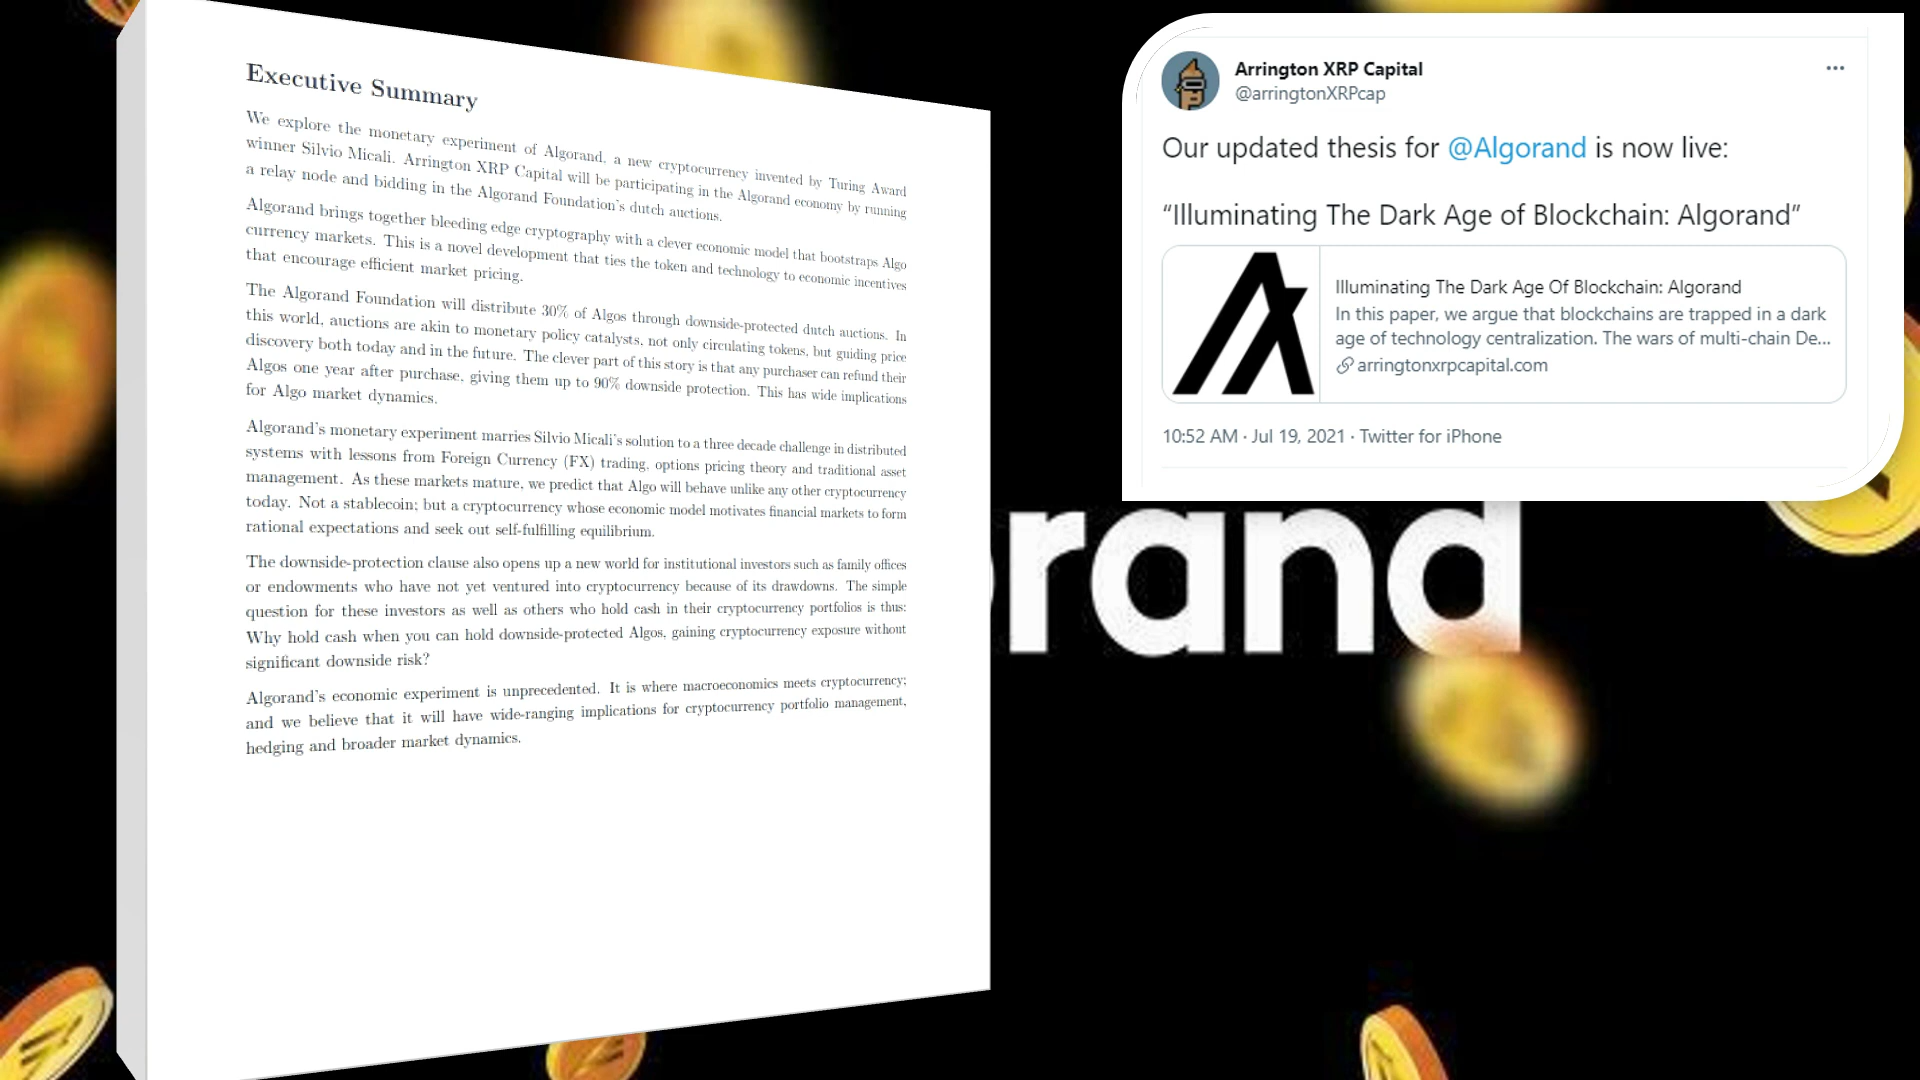 Executive Summary
We explore the monetary experiment of Algorand, a new cryptocurrency invented by Turing Award
winner Silvio Micali. Arrington XRP Capital will be participating in the Algorand economy by running
a relay node and bidding in the Algorand Foundation's dutch auctions.
Algorand brings together bleeding edge cryptography with a clever economic model that bootstraps Algo
currency markets. This is a novel development that ties the token and technology to economic incentives
that encourage efficient market pricing.
The Algorand Foundation will distribute 30% of Algos through downside-protected dutch auctions. In
this world, auctions are akin to monetary policy catalysts, not only circulating tokens, but guiding price
discovery both today and in the future. The clever part of this story is that any purchaser can refund their
Algos one year after purchase, giving them up to 90% downside protection. This has wide implications
for Algo market dynamics.
Algorand's monetary experiment marries Silvio Micali's solution to a three decade challenge in distributed
systems with lessons from Foreign Currency (FX) trading, options pricing theory and traditional asset
management. As these markets mature, we predict that Algo will behave unlike any other cryptocurrency
today. Not a stablecoin; but a cryptocurrency whose economic model motivates financial markets to form
rational expectations and seek out self-fulfilling equilibrium.
The downside-protection clause also opens up a new world for institutional investors such as family offices
or endowments who have not yet ventured into cryptocurrency because of its drawdowns. The simple
question for these investors as well as others who hold cash in their cryptocurrency portfolios is thus:
Why hold cash when you can hold downside-protected Algos, gaining cryptocurrency exposure without
significant downside risk?
Algorand's economic experiment is unprecedented. It is where macroeconomics meets cryptocurrency;
and we believe that it will have wide-ranging implications for cryptocurrency portfolio management,
hedging and broader market dynamics.
Arrington XRP Capital
@arringtonXRPcap
Our updated thesis for @Algorand is now live:
“Illuminating The Dark Age of Blockchain: Algorand”
Illuminating The Dark Age Of Blockchain: Algorand
In this paper, we argue that blockchains are trapped in a dark
age of technology centralization. The wars of multi-chain De...
arringtonxrpcapital.com
10:52 AM · Jul 19, 2021 · Twitter for iPhone
rand